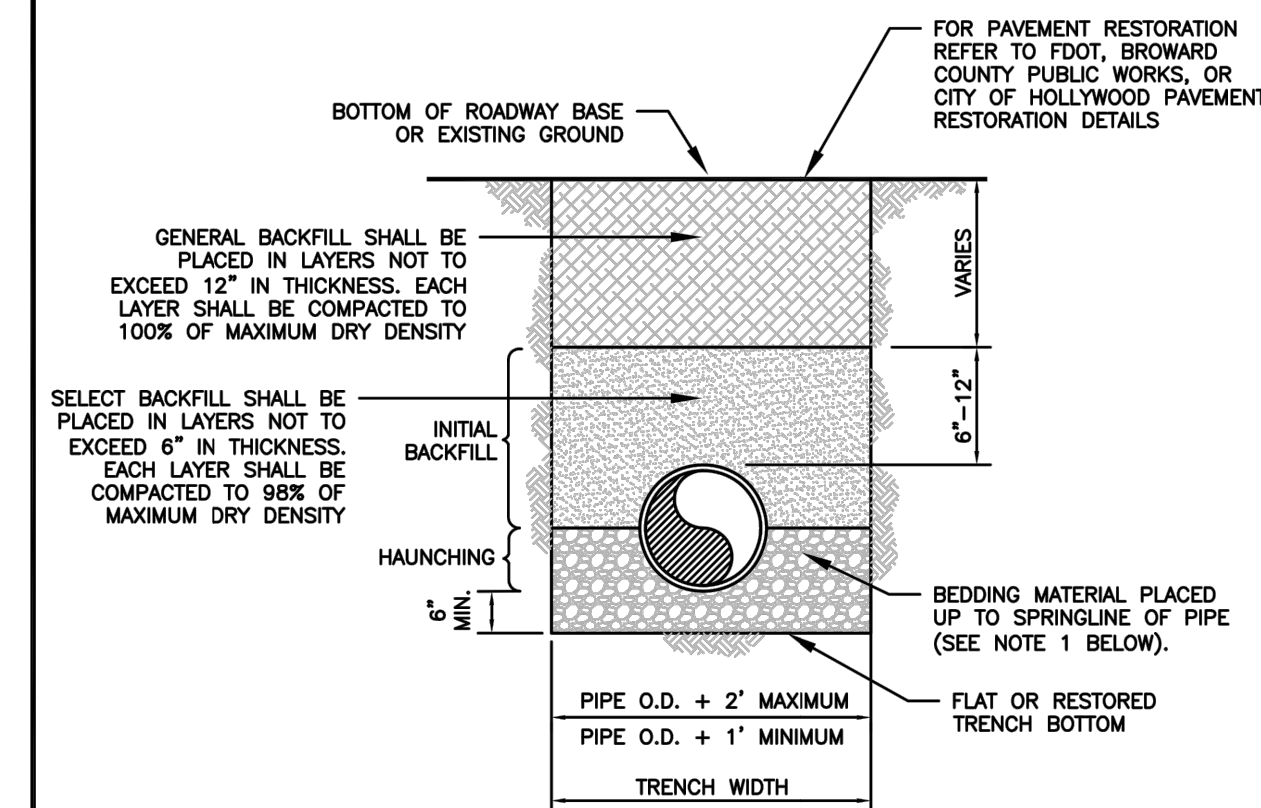 FOR PAVEMENT RESTORATION
REFER TO FDOT, BROWARD
COUNTY PUBLIC WORKS, OR
CITY OF HOLLYWOOD PAVEMENT
RESTORATION DETAILS
BOTTOM OF ROADWAY BASE
OR EXISTING GROUND
GENERAL BACKFILL SHALL BE
PLACED IN LAYERS NOT TO
EXCEED 12" IN THICKNESS. EACH
LAYER SHALL BE COMPACTED TO
100% OF MAXIMUM DRY DENSITY
VARIES
SELECT BACKFILL SHALL BE
PLACED IN LAYERS NOT TO
EXCEED 6" IN THICKNESS.
EACH LAYER SHALL BE
COMPACTED TO 98% OF
MAXIMUM DRY DENSITY
INITIAL
BACKFILL
6"-12"
HAUNCHING
6"
MIN.
BEDDING MATERIAL PLACED
UP TO SPRINGLINE OF PIPE
(SEE NOTE 1 BELOW).
FLAT OR RESTORED
TRENCH BOTTOM
PIPE O.D. + 2' MAXIMUM
PIPE O.D. + 1' MINIMUM
TRENCH WIDTH